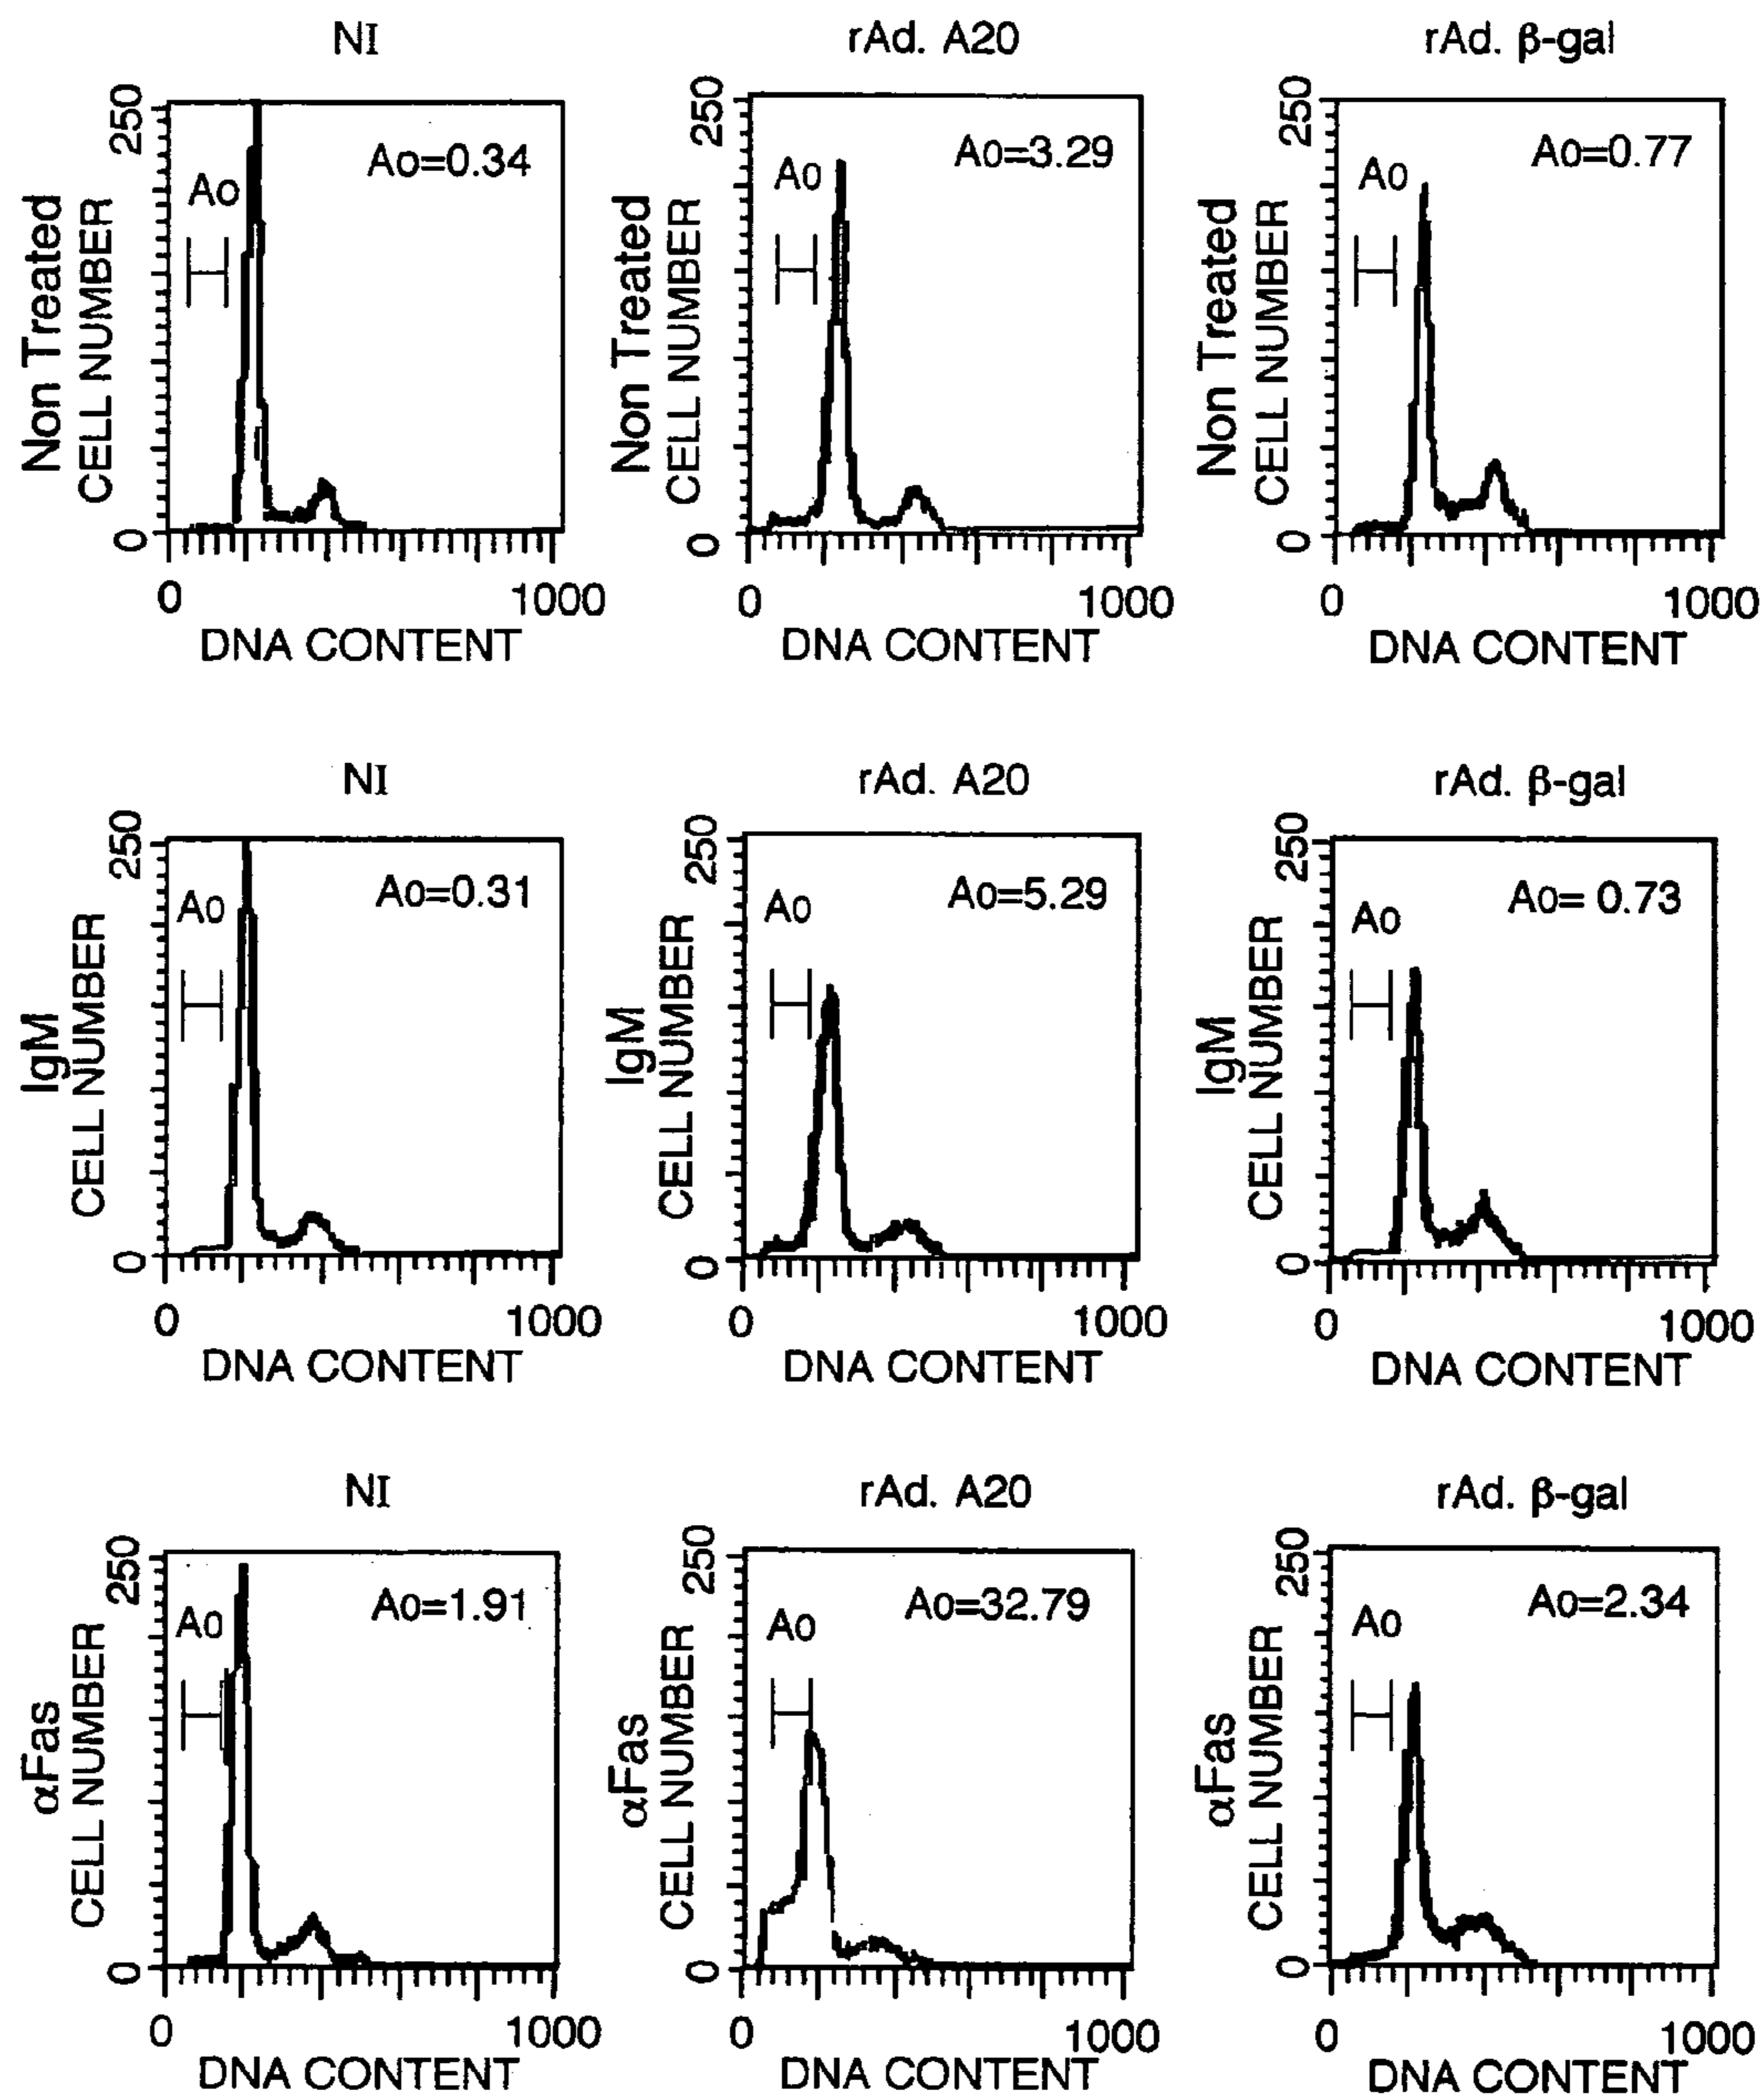 NI
rAd. A20
rAd. β-gal
250
Ao=0.34
Ao
Non Treated
CELL NUMBER
0
0
1000
DNA CONTENT
250
Ao=3.29
Ao
Non Treated
CELL NUMBER
0
0
1000
DNA CONTENT
250
Ao=0.77
Ao
Non Treated
CELL NUMBER
0
0
1000
DNA CONTENT
NI
rAd. A20
rAd. β-gal
250
Ao=0.31
Ao
IgM
CELL NUMBER
0
0
1000
DNA CONTENT
250
Ao=5.29
Ao
IgM
CELL NUMBER
0
0
1000
DNA CONTENT
250
Ao= 0.73
Ao
IgM
CELL NUMBER
0
0
1000
DNA CONTENT
NI
rAd. A20
rAd. β-gal
250
Ao=1.91
Ao
αFas
CELL NUMBER
0
0
1000
DNA CONTENT
250
Ao=32.79
Ao
αFas
CELL NUMBER
0
0
1000
DNA CONTENT
250
Ao=2.34
Ao
αFas
CELL NUMBER
0
0
1000
DNA CONTENT